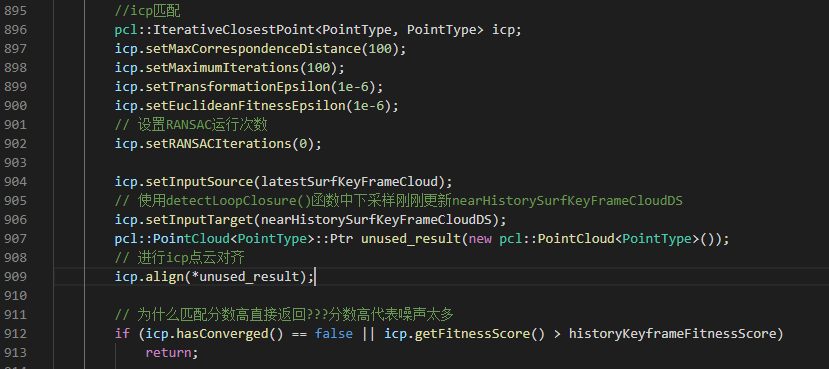 895 //icp匹配
896 pcl::IterativeClosestPoint<PointType, PointType> icp;
897 icp.setMaxCorrespondenceDistance(100);
898 icp.setMaximumIterations(100);
899 icp.setTransformationEpsilon(1e-6);
900 icp.setEuclideanFitnessEpsilon(1e-6);
901 // 设置RANSAC运行次数
902 icp.setRANSACIterations(0);
903
904 icp.setInputSource(latestSurfKeyFrameCloud);
905 // 使用detectLoopClosure()函数中下采样刚刚更新nearHistorySurfKeyFrameCloudDS
906 icp.setInputTarget(nearHistorySurfKeyFrameCloudDS);
907 pcl::PointCloud<PointType>::Ptr unused_result(new pcl::PointCloud<PointType>());
908 // 进行icp点云对齐
909 icp.align(*unused_result);
910
911 // 为什么匹配分数高直接返回???分数高代表噪声太多
912 if (icp.hasConverged() == false || icp.getFitnessScore() > historyKeyframeFitnessScore)
913 return;